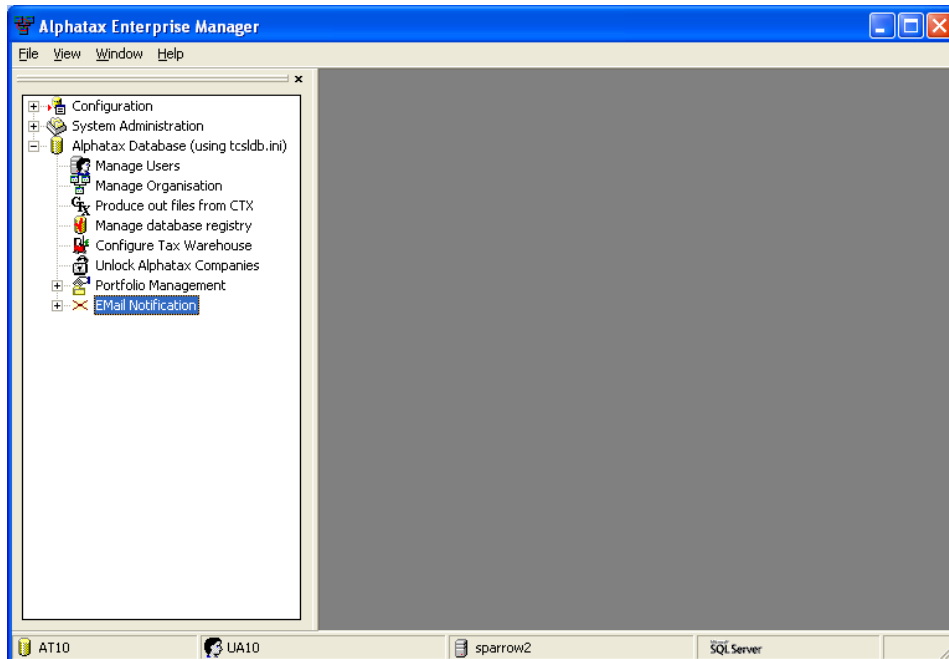 Alphatax Enterprise Manager
File View Window Help
Configuration
System Administration
Alphatax Database (using tcsldb.ini)
Manage Users
Manage Organisation
Produce out files from CTX
Manage database registry
Configure Tax Warehouse
Unlock Alphatax Companies
Portfolio Management
EMail Notification
AT10 UA10 sparrow2 SQL Server